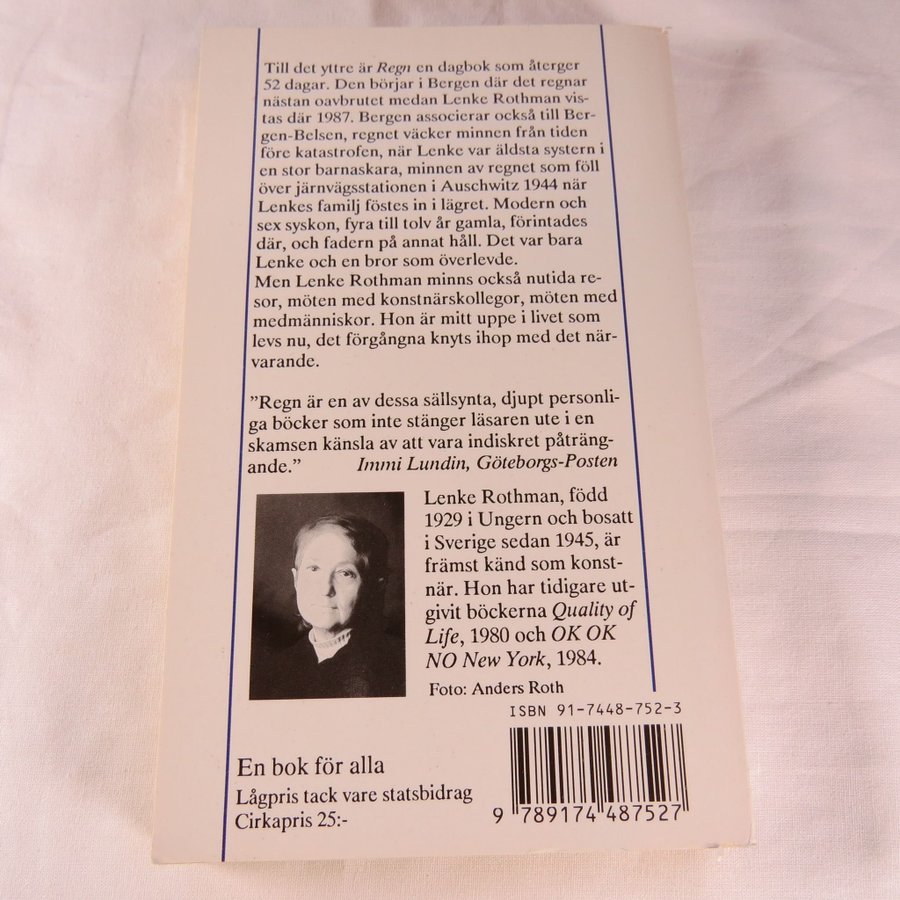 Till det yttre är Regn en dagbok som återger
52 dagar. Den börjar i Bergen där det regnar
nästan oavbrutet medan Lenke Rothman vis-
tas där 1987. Bergen associerar också till Ber-
gen-Belsen, regnet väcker minnen från tiden
före katastrofen, när Lenke var äldsta systern i
en stor barnaskara, minnen av regnet som föll
över järnvägsstationen i Auschwitz 1944 när
Lenkes familj föstes in i lägret. Modern och
sex syskon, fyra till tolv år gamla, förintades
där, och fadern på annat håll. Det var bara
Lenke och en bror som överlevde.
Men Lenke Rothman minns också nutida re-
sor, möten med konstnärskollegor, möten med
medmänniskor. Hon är mitt uppe i livet som
levs nu, det förgångna knyts ihop med det när-
varande.
”Regn är en av dessa sällsynta, djupt personli-
ga böcker som inte stänger läsaren ute i en
skamsen känsla av att vara indiskret påträng-
ande.” Immi Lundin, Göteborgs-Posten
Lenke Rothman, född
1929 i Ungern och bosatt
i Sverige sedan 1945, är
främst känd som konst-
när. Hon har tidigare ut-
givit böckerna Quality of
Life, 1980 och OK OK
NO New York, 1984.
Foto: Anders Roth
ISBN 91-7448-752-3
En bok för alla
Lågpris tack vare statsbidrag
Cirkapris 25:-
9 789174 487527